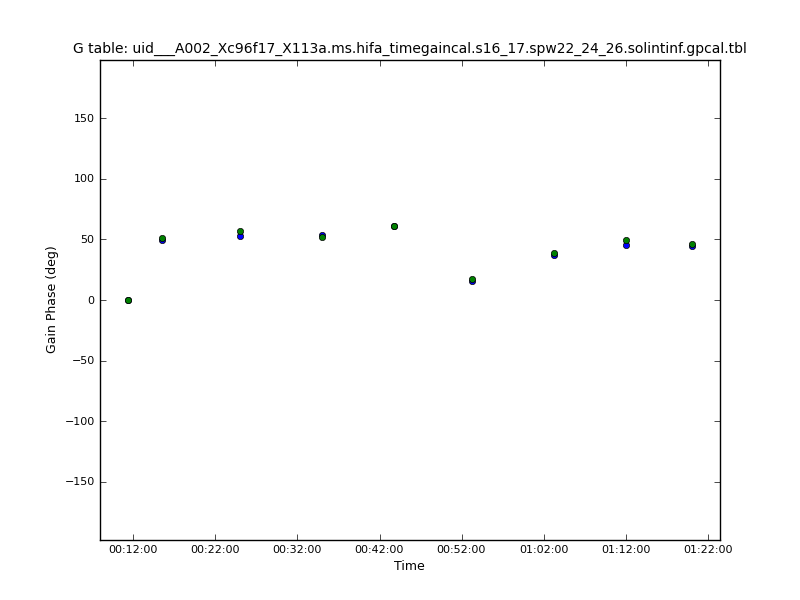 G table: uid___A002_Xc96f17_X113a.ms.hifa_timegaincal.s16_17.spw22_24_26.solintinf.gpcal.tbl
150
100
50
0
−50
−100
−150
Gain Phase (deg)
00:12:00 00:22:00 00:32:00 00:42:00 00:52:00 01:02:00 01:12:00 01:22:00
Time